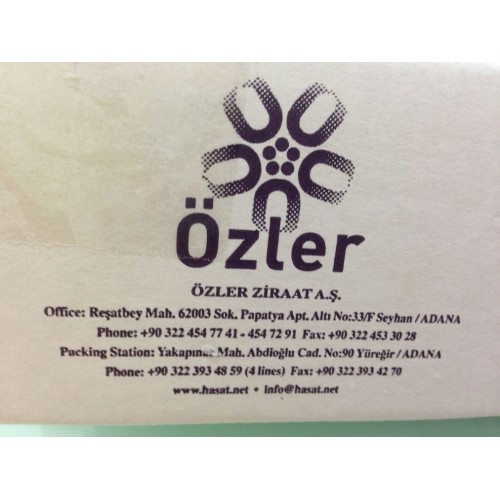 Özler
ÖZLER ZİRAAT A.Ş.
Office: Reşatbey Mah. 62003 Sok. Papatya Apt. Altı No:33/F Seyhan / ADANA
Phone: +90 322 454 77 41 - 454 72 91 Fax: +90 322 453 30 28
Packing Station: Yakapınar Mah. Abdioğlu Cad. No:90 Yüreğir / ADANA
Phone: +90 322 393 48 59 (4 lines) Fax: +90 322 393 42 70
www.hasat.net • info@hasat.net